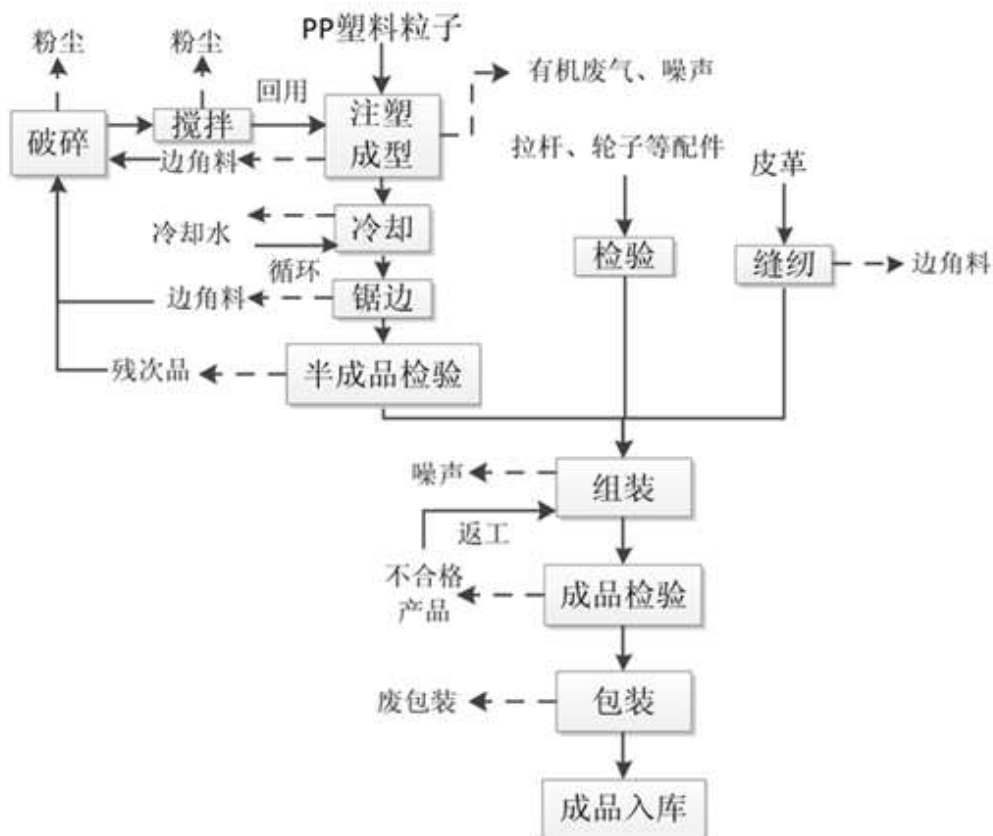 PP塑料粒子
粉尘
粉尘
有机废气、噪声
回用
破碎
搅拌
注塑
成型
边角料
拉杆、轮子等配件
皮革
冷却水
冷却
检验
缝纫
边角料
循环
边角料
锯边
残次品
半成品检验
噪声
组装
返工
不合格
产品
成品检验
废包装
包装
成品入库